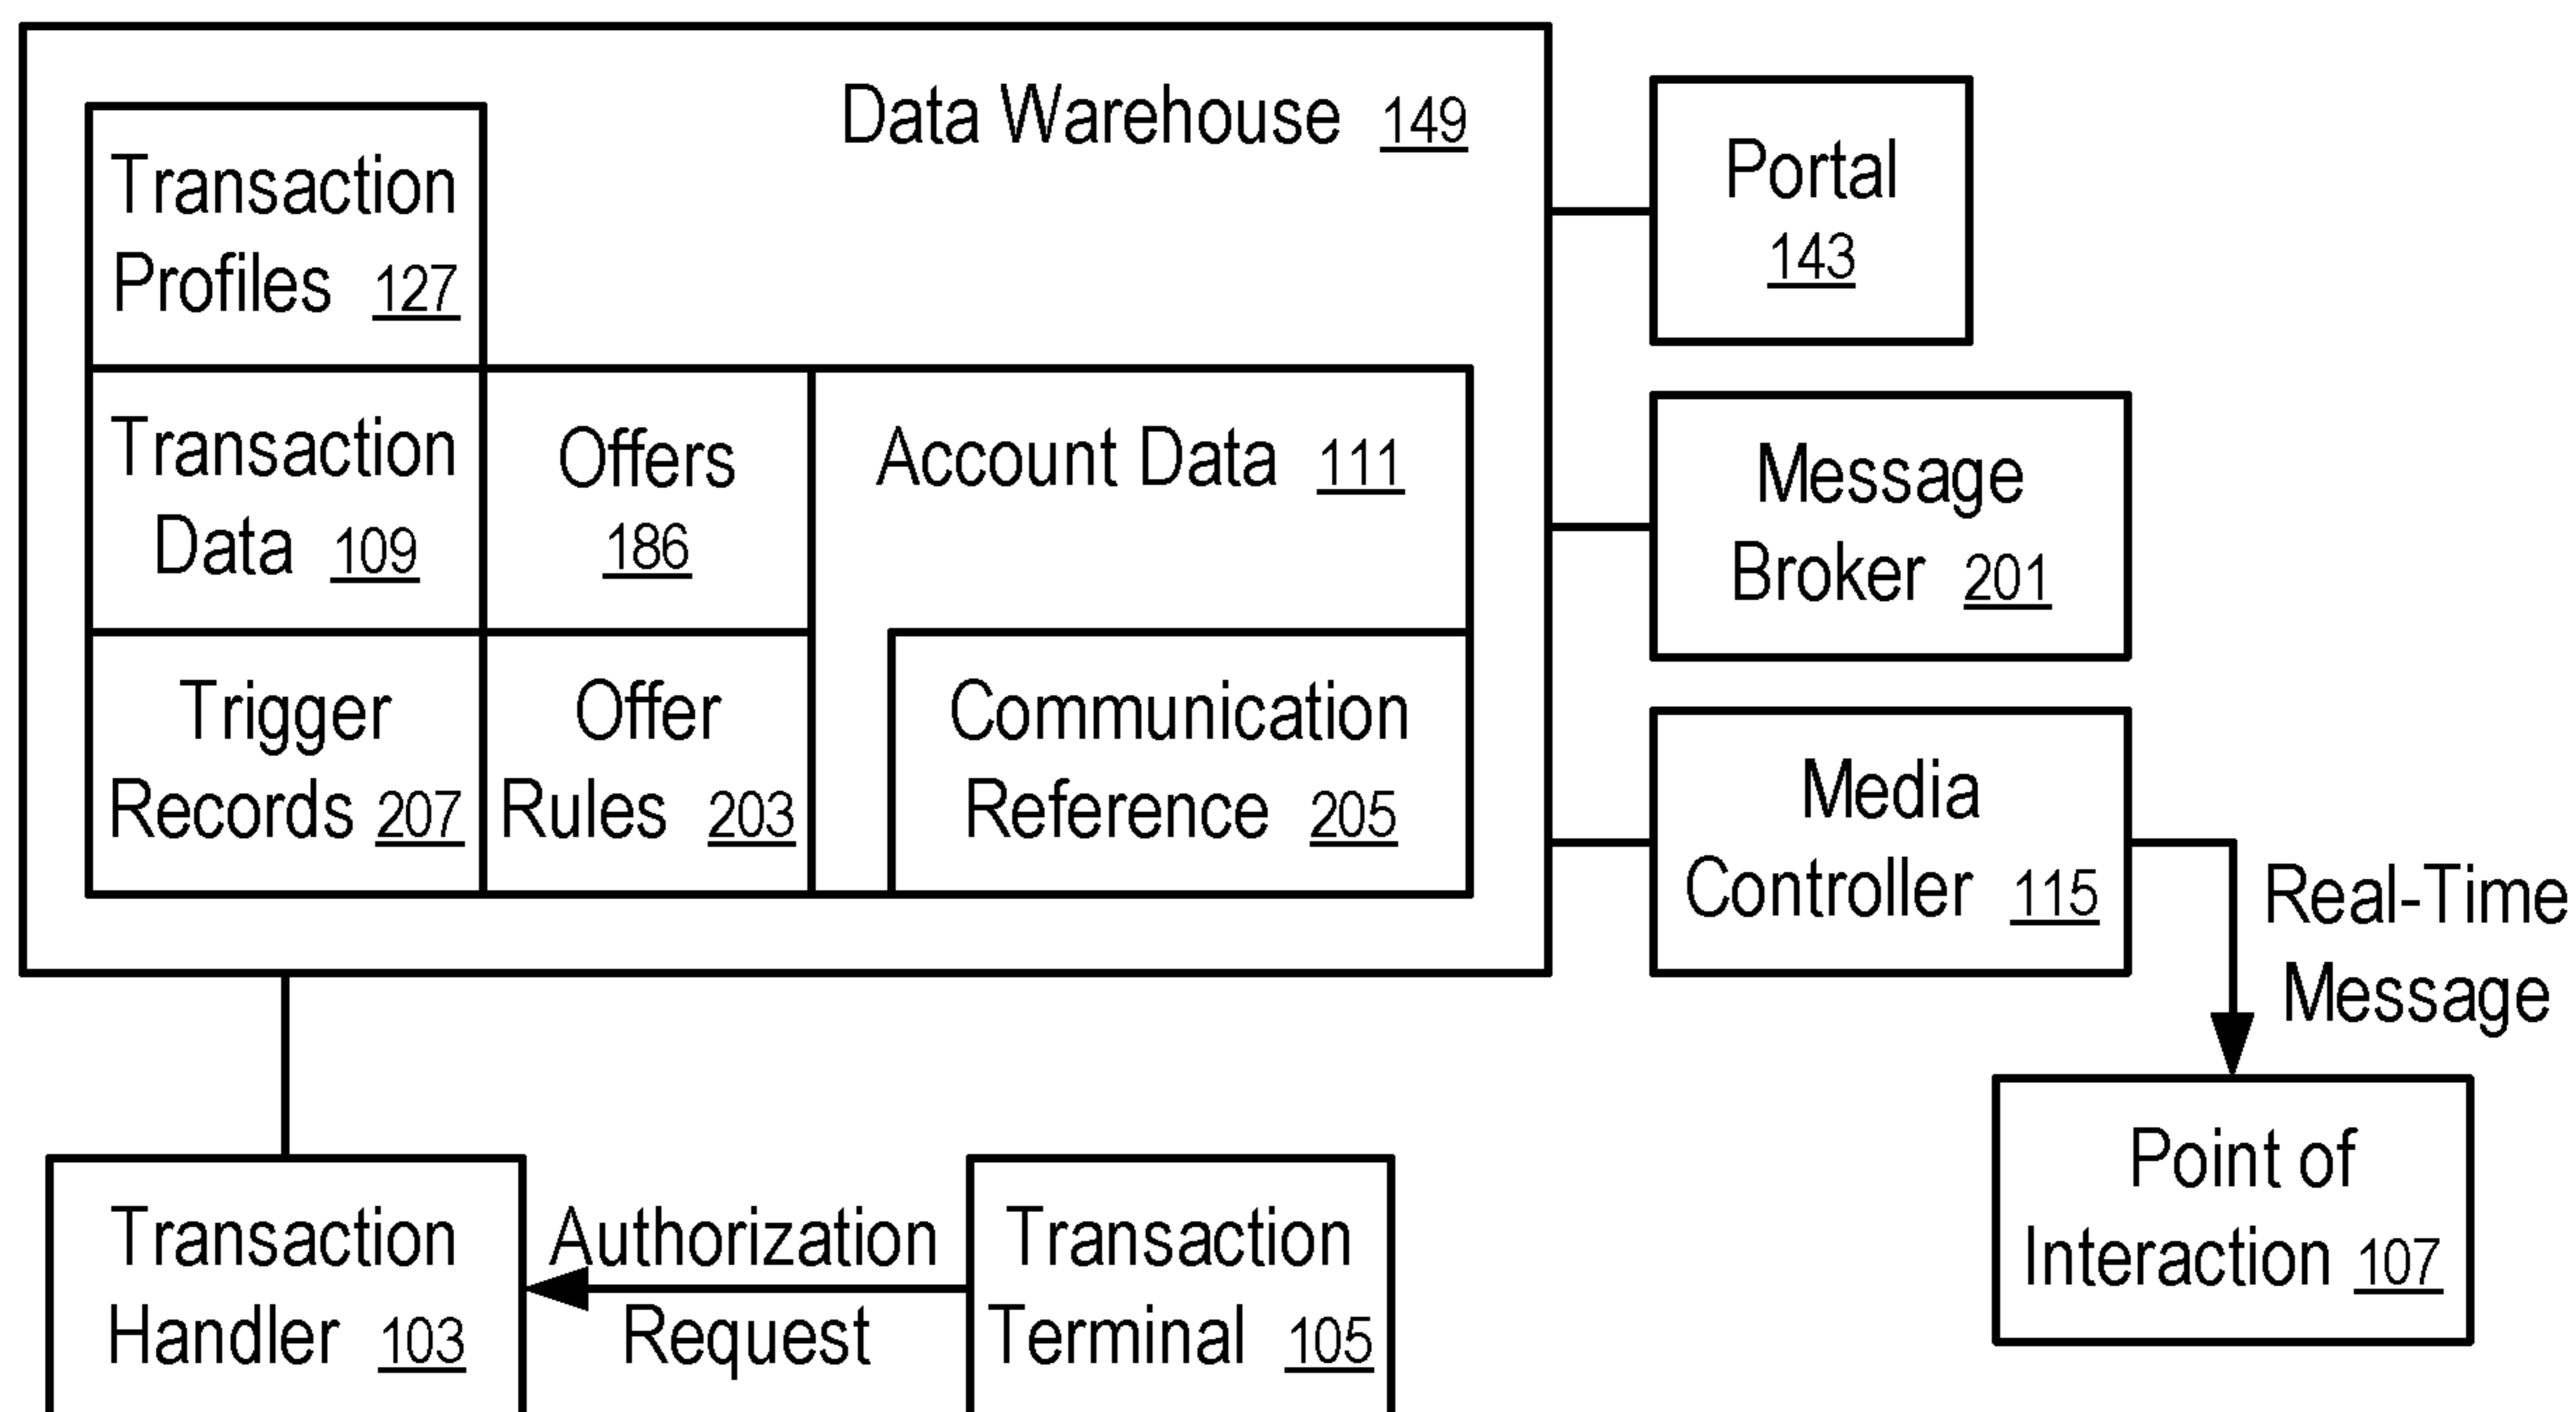 Data Warehouse 149
Transaction
Profiles 127
Transaction
Data 109
Offers
186
Account Data 111
Trigger
Records 207
Offer
Rules 203
Communication
Reference 205
Portal
143
Message
Broker 201
Media
Controller 115
Real-Time
Message
Point of
Interaction 107
Transaction
Handler 103
Authorization
Request
Transaction
Terminal 105